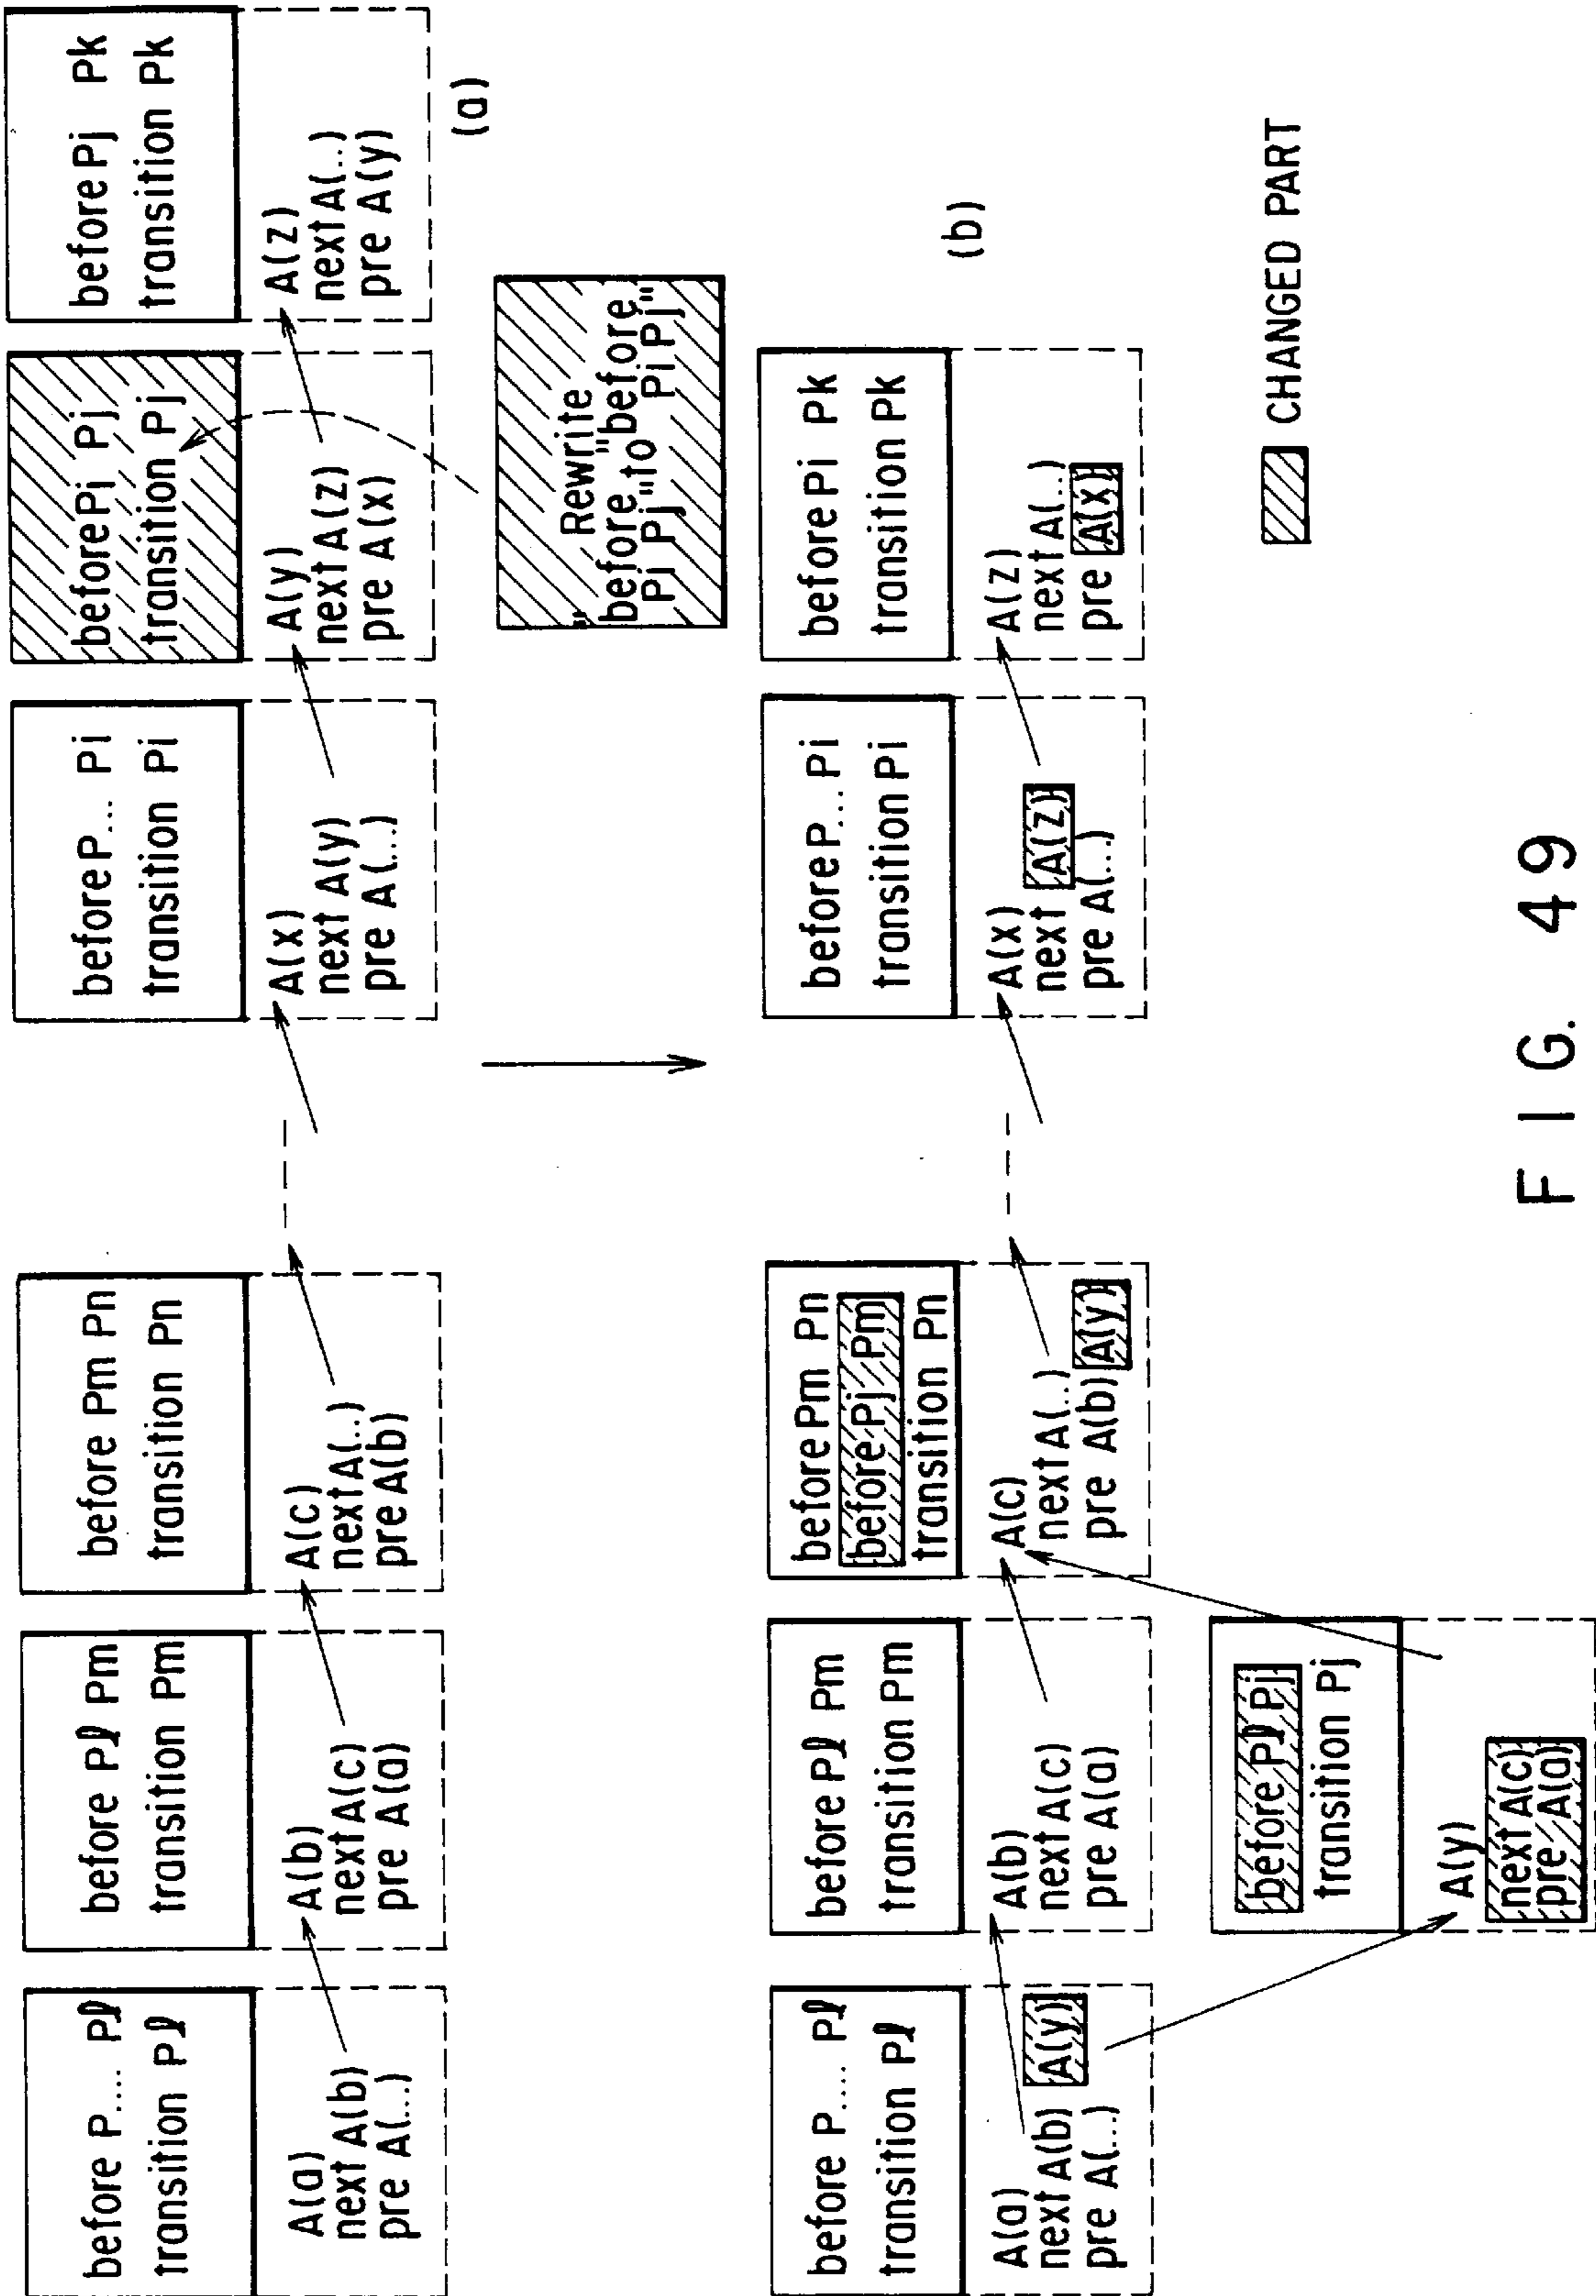 before P.... Pℓ
transition Pℓ
A(a)
next A(b)
pre A(...)
before Pℓ Pm
transition Pm
A(b)
next A(c)
pre A(a)
before Pm Pn
transition Pn
A(c)
next A(..)
pre A(b)
before P... Pi
transition Pi
A(x)
next A(y)
pre A(...)
before Pi Pj
transition Pj
A(y)
next A(z)
pre A(x)
before Pj Pk
transition Pk
A(z)
next A(..)
pre A(y)
(a)
Rewrite
"before "before
Pi Pj "to Pi Pj"
before P.... Pℓ
transition Pℓ
A(a)
next A(b) A(y)
pre A(...)
before Pℓ Pm
transition Pm
A(b)
next A(c)
pre A(a)
before Pm Pn
before Pj Pm
transition Pn
A(c)
next A(..)
pre A(b) A(y)
before P... Pi
transition Pi
A(x)
next A(z)
pre A(...)
before Pi Pk
transition Pk
A(z)
next A(..)
pre A(x)
(b)
before Pℓ Pj
transition Pj
A(y)
next A(c)
pre A(a)
CHANGED PART
FIG. 49